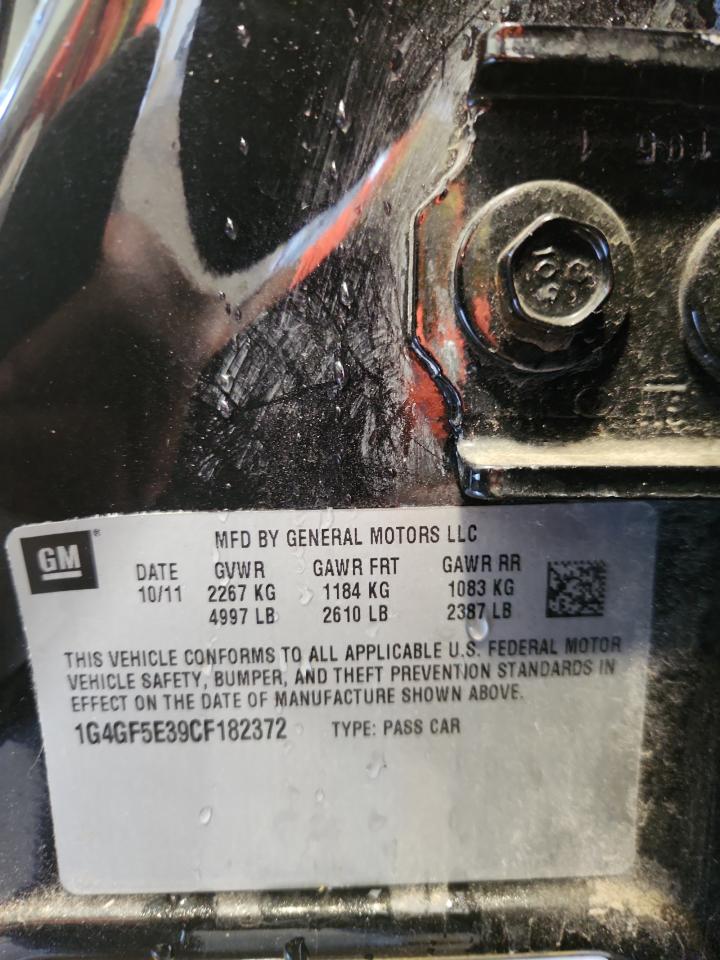 MFD BY GENERAL MOTORS LLC
GM ®
DATE GVWR GAWR FRT GAWR RR
10/11 2267 KG 1184 KG 1083 KG
4997 LB 2610 LB 2387 LB
THIS VEHICLE CONFORMS TO ALL APPLICABLE U.S. FEDERAL MOTOR
VEHICLE SAFETY, BUMPER, AND THEFT PREVENTION STANDARDS IN
EFFECT ON THE DATE OF MANUFACTURE SHOWN ABOVE.
1G4GF5E39CF182372 TYPE: PASS CAR